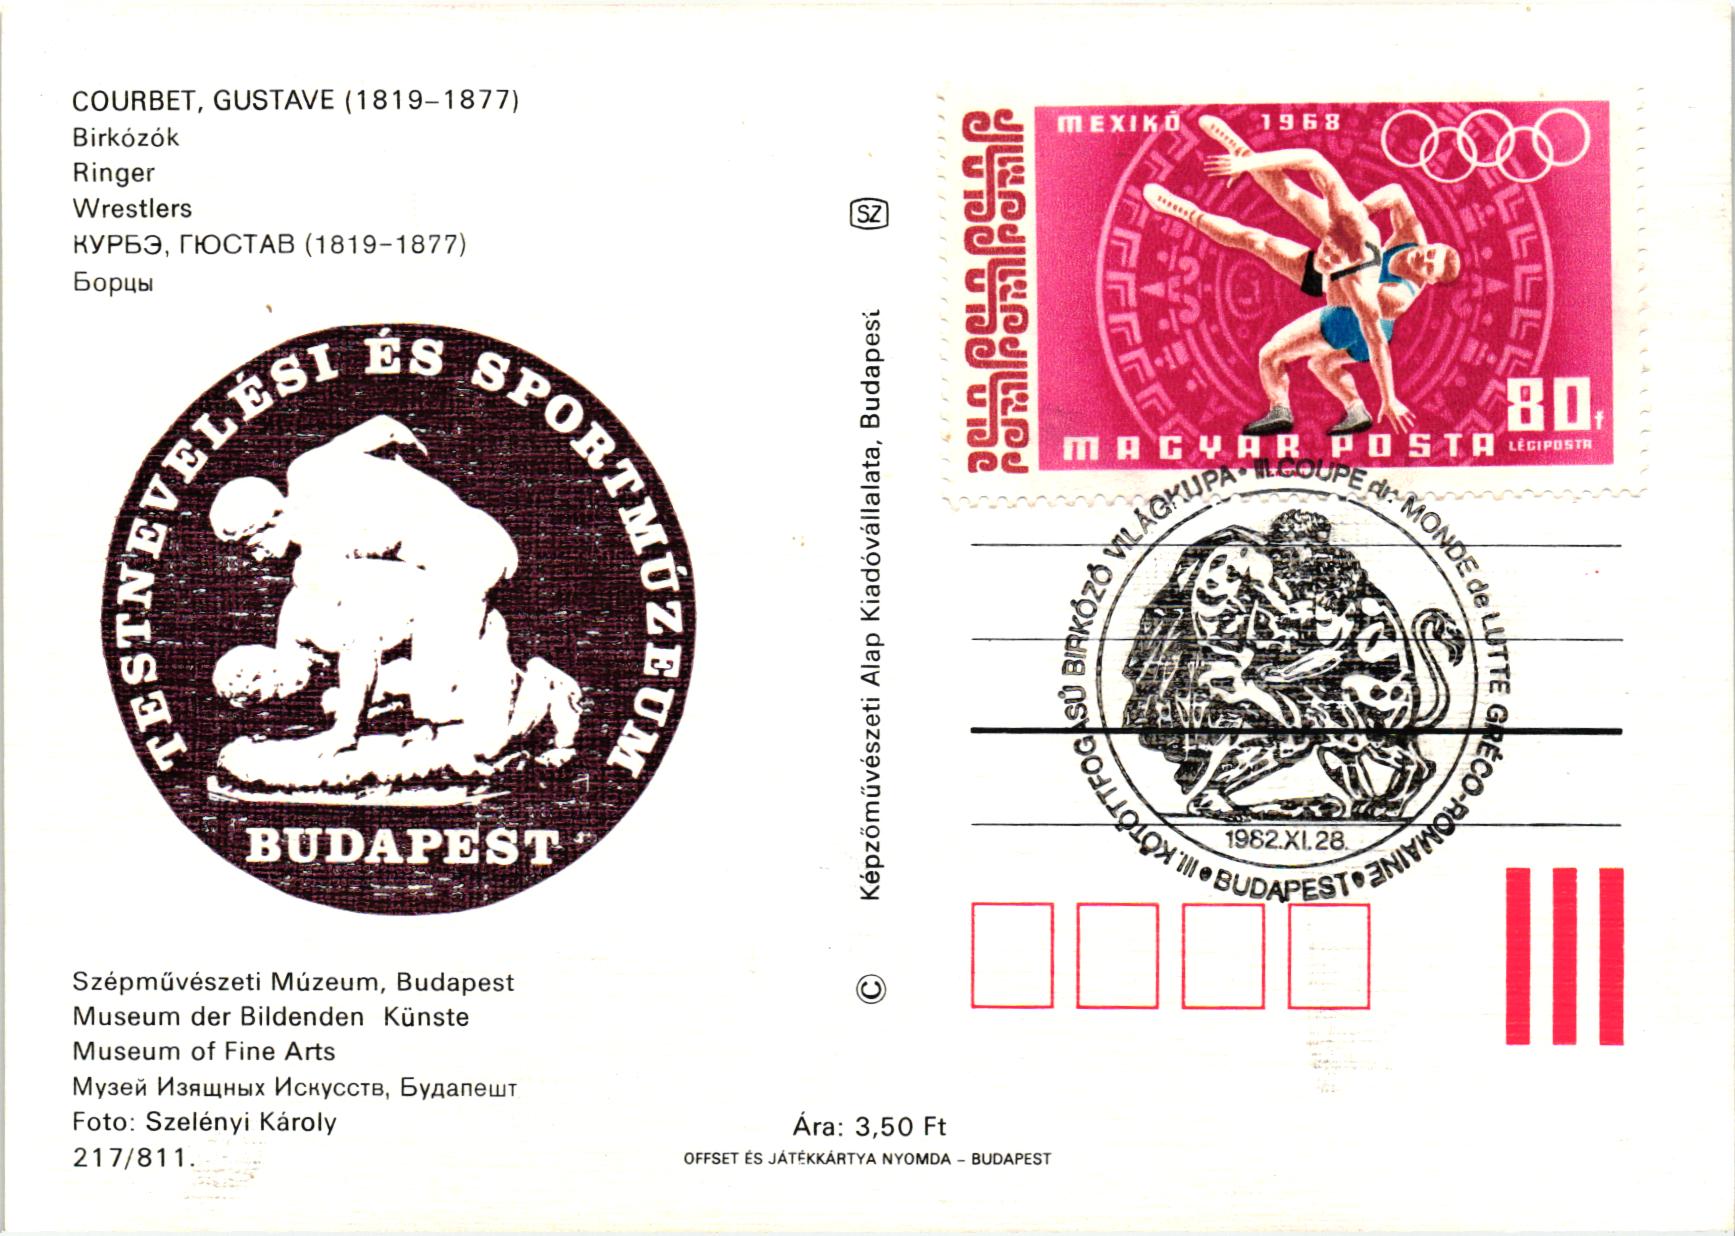 COURBET, GUSTAVE (1819–1877)
Birkózók
Ringer
Wrestlers
КУРБЭ, ГЮСТАВ (1819–1877)
Борцы
TESTNEVELÉSI ÉS SPORTMÚZEUM
BUDAPEST
Szépművészeti Múzeum, Budapest
Museum der Bildenden Künste
Museum of Fine Arts
Музей Изящных Искусств, Будапешт
Foto: Szelényi Károly
217/811.
SZ
© Képzőművészeti Alap Kiadóvállalata, Budapest
Ára: 3,50 Ft
OFFSET ÉS JÁTÉKKÁRTYA NYOMDA – BUDAPEST
MEXIKÓ 1968
80f
LÉGIPOSTA
MAGYAR POSTA
III. KÖTÖTTFOGÁSÚ BIRKÓZÓ VILÁGKUPA • III. COUPE du MONDE de LUTTE GRÉCO-ROMAINE • BUDAPEST •
1982.XI.28.